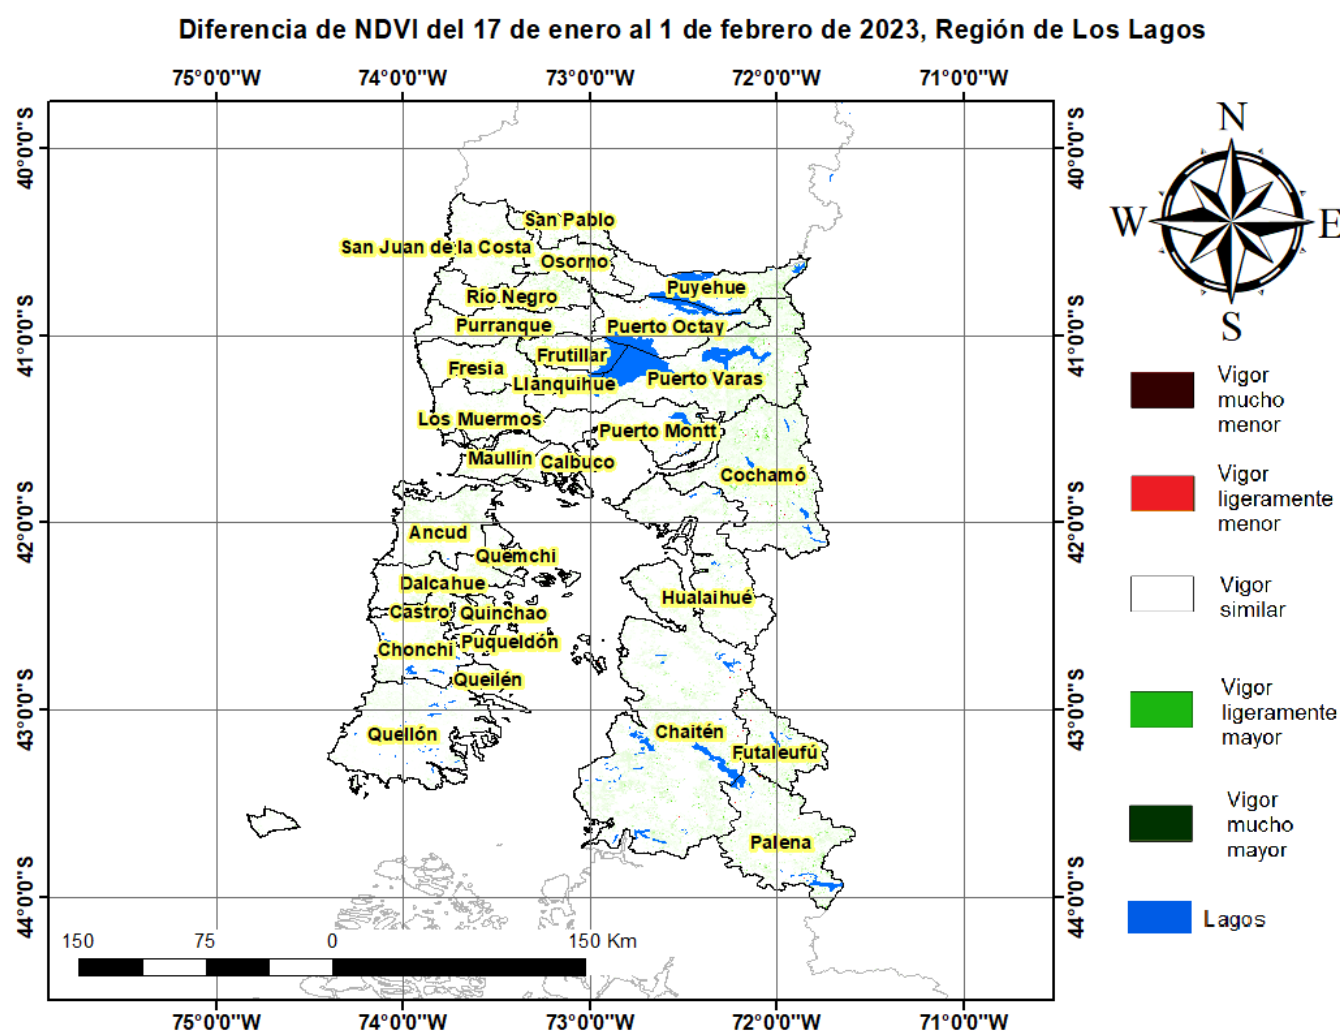 Diferencia de NDVI del 17 de enero al 1 de febrero de 2023, Región de Los Lagos
75°0'0"W 74°0'0"W 73°0'0"W 72°0'0"W 71°0'0"W
40°0'0"S
40°0'0"S
41°0'0"S
41°0'0"S
42°0'0"S
42°0'0"S
43°0'0"S
43°0'0"S
44°0'0"S
44°0'0"S
San Pablo
San Juan de la Costa
Osorno
Puyehue
Río Negro
Purranque
Puerto Octay
Frutillar
Fresia
Llanquihue
Puerto Varas
Los Muermos
Puerto Montt
Maullín
Calbuco
Cochamó
Ancud
Quemchi
Dalcahue
Hualaihué
Castro
Quinchao
Chonchi
Puqueldón
Queilén
Quellón
Chaitén
Futaleufú
Palena
150 75 0 150 Km
75°0'0"W 74°0'0"W 73°0'0"W 72°0'0"W 71°0'0"W
N
W
E
S
Vigor
mucho
menor
Vigor
ligeramente
menor
Vigor
similar
Vigor
ligeramente
mayor
Vigor
mucho
mayor
Lagos